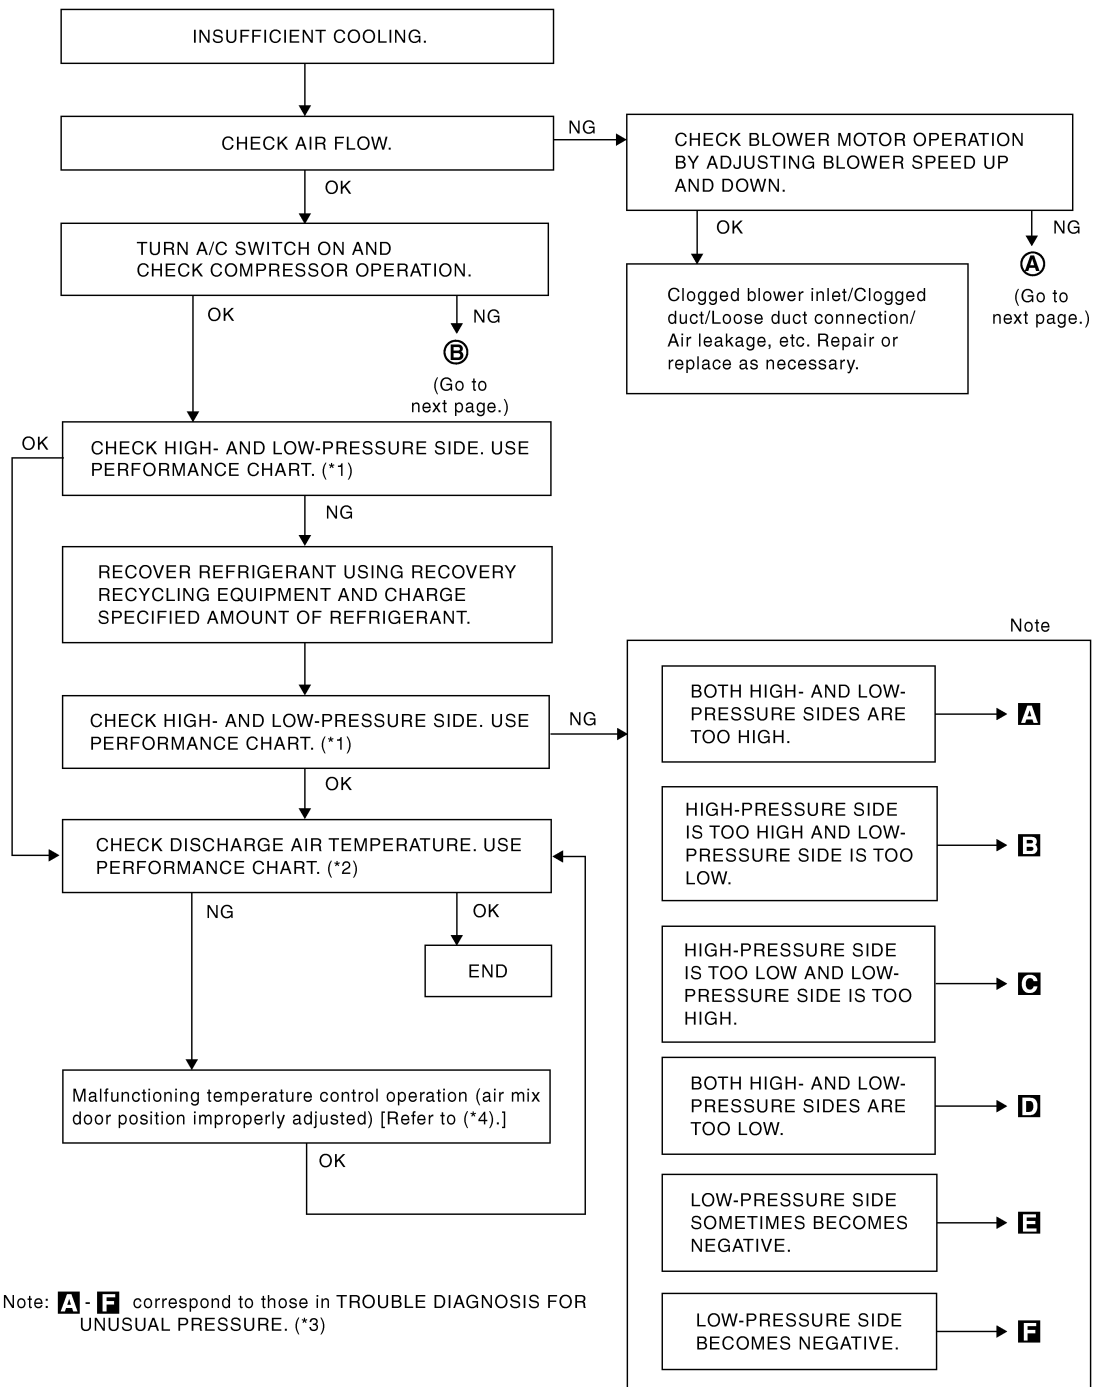 INSUFFICIENT COOLING.
CHECK AIR FLOW.
NG
CHECK BLOWER MOTOR OPERATION
BY ADJUSTING BLOWER SPEED UP
AND DOWN.
OK
OK
NG
TURN A/C SWITCH ON AND
CHECK COMPRESSOR OPERATION.
A
(Go to
next page.)
Clogged blower inlet/Clogged
duct/Loose duct connection/
Air leakage, etc. Repair or
replace as necessary.
OK
NG
B
(Go to
next page.)
OK
CHECK HIGH- AND LOW-PRESSURE SIDE. USE
PERFORMANCE CHART. (*1)
NG
RECOVER REFRIGERANT USING RECOVERY
RECYCLING EQUIPMENT AND CHARGE
SPECIFIED AMOUNT OF REFRIGERANT.
CHECK HIGH- AND LOW-PRESSURE SIDE. USE
PERFORMANCE CHART. (*1)
NG
OK
CHECK DISCHARGE AIR TEMPERATURE. USE
PERFORMANCE CHART. (*2)
NG
OK
END
Malfunctioning temperature control operation (air mix
door position improperly adjusted) [Refer to (*4).]
OK
Note
BOTH HIGH- AND LOW-
PRESSURE SIDES ARE
TOO HIGH.
A
HIGH-PRESSURE SIDE
IS TOO HIGH AND LOW-
PRESSURE SIDE IS TOO
LOW.
B
HIGH-PRESSURE SIDE
IS TOO LOW AND LOW-
PRESSURE SIDE IS TOO
HIGH.
C
BOTH HIGH- AND LOW-
PRESSURE SIDES ARE
TOO LOW.
D
LOW-PRESSURE SIDE
SOMETIMES BECOMES
NEGATIVE.
E
LOW-PRESSURE SIDE
BECOMES NEGATIVE.
F
Note: A - F correspond to those in TROUBLE DIAGNOSIS FOR
UNUSUAL PRESSURE. (*3)